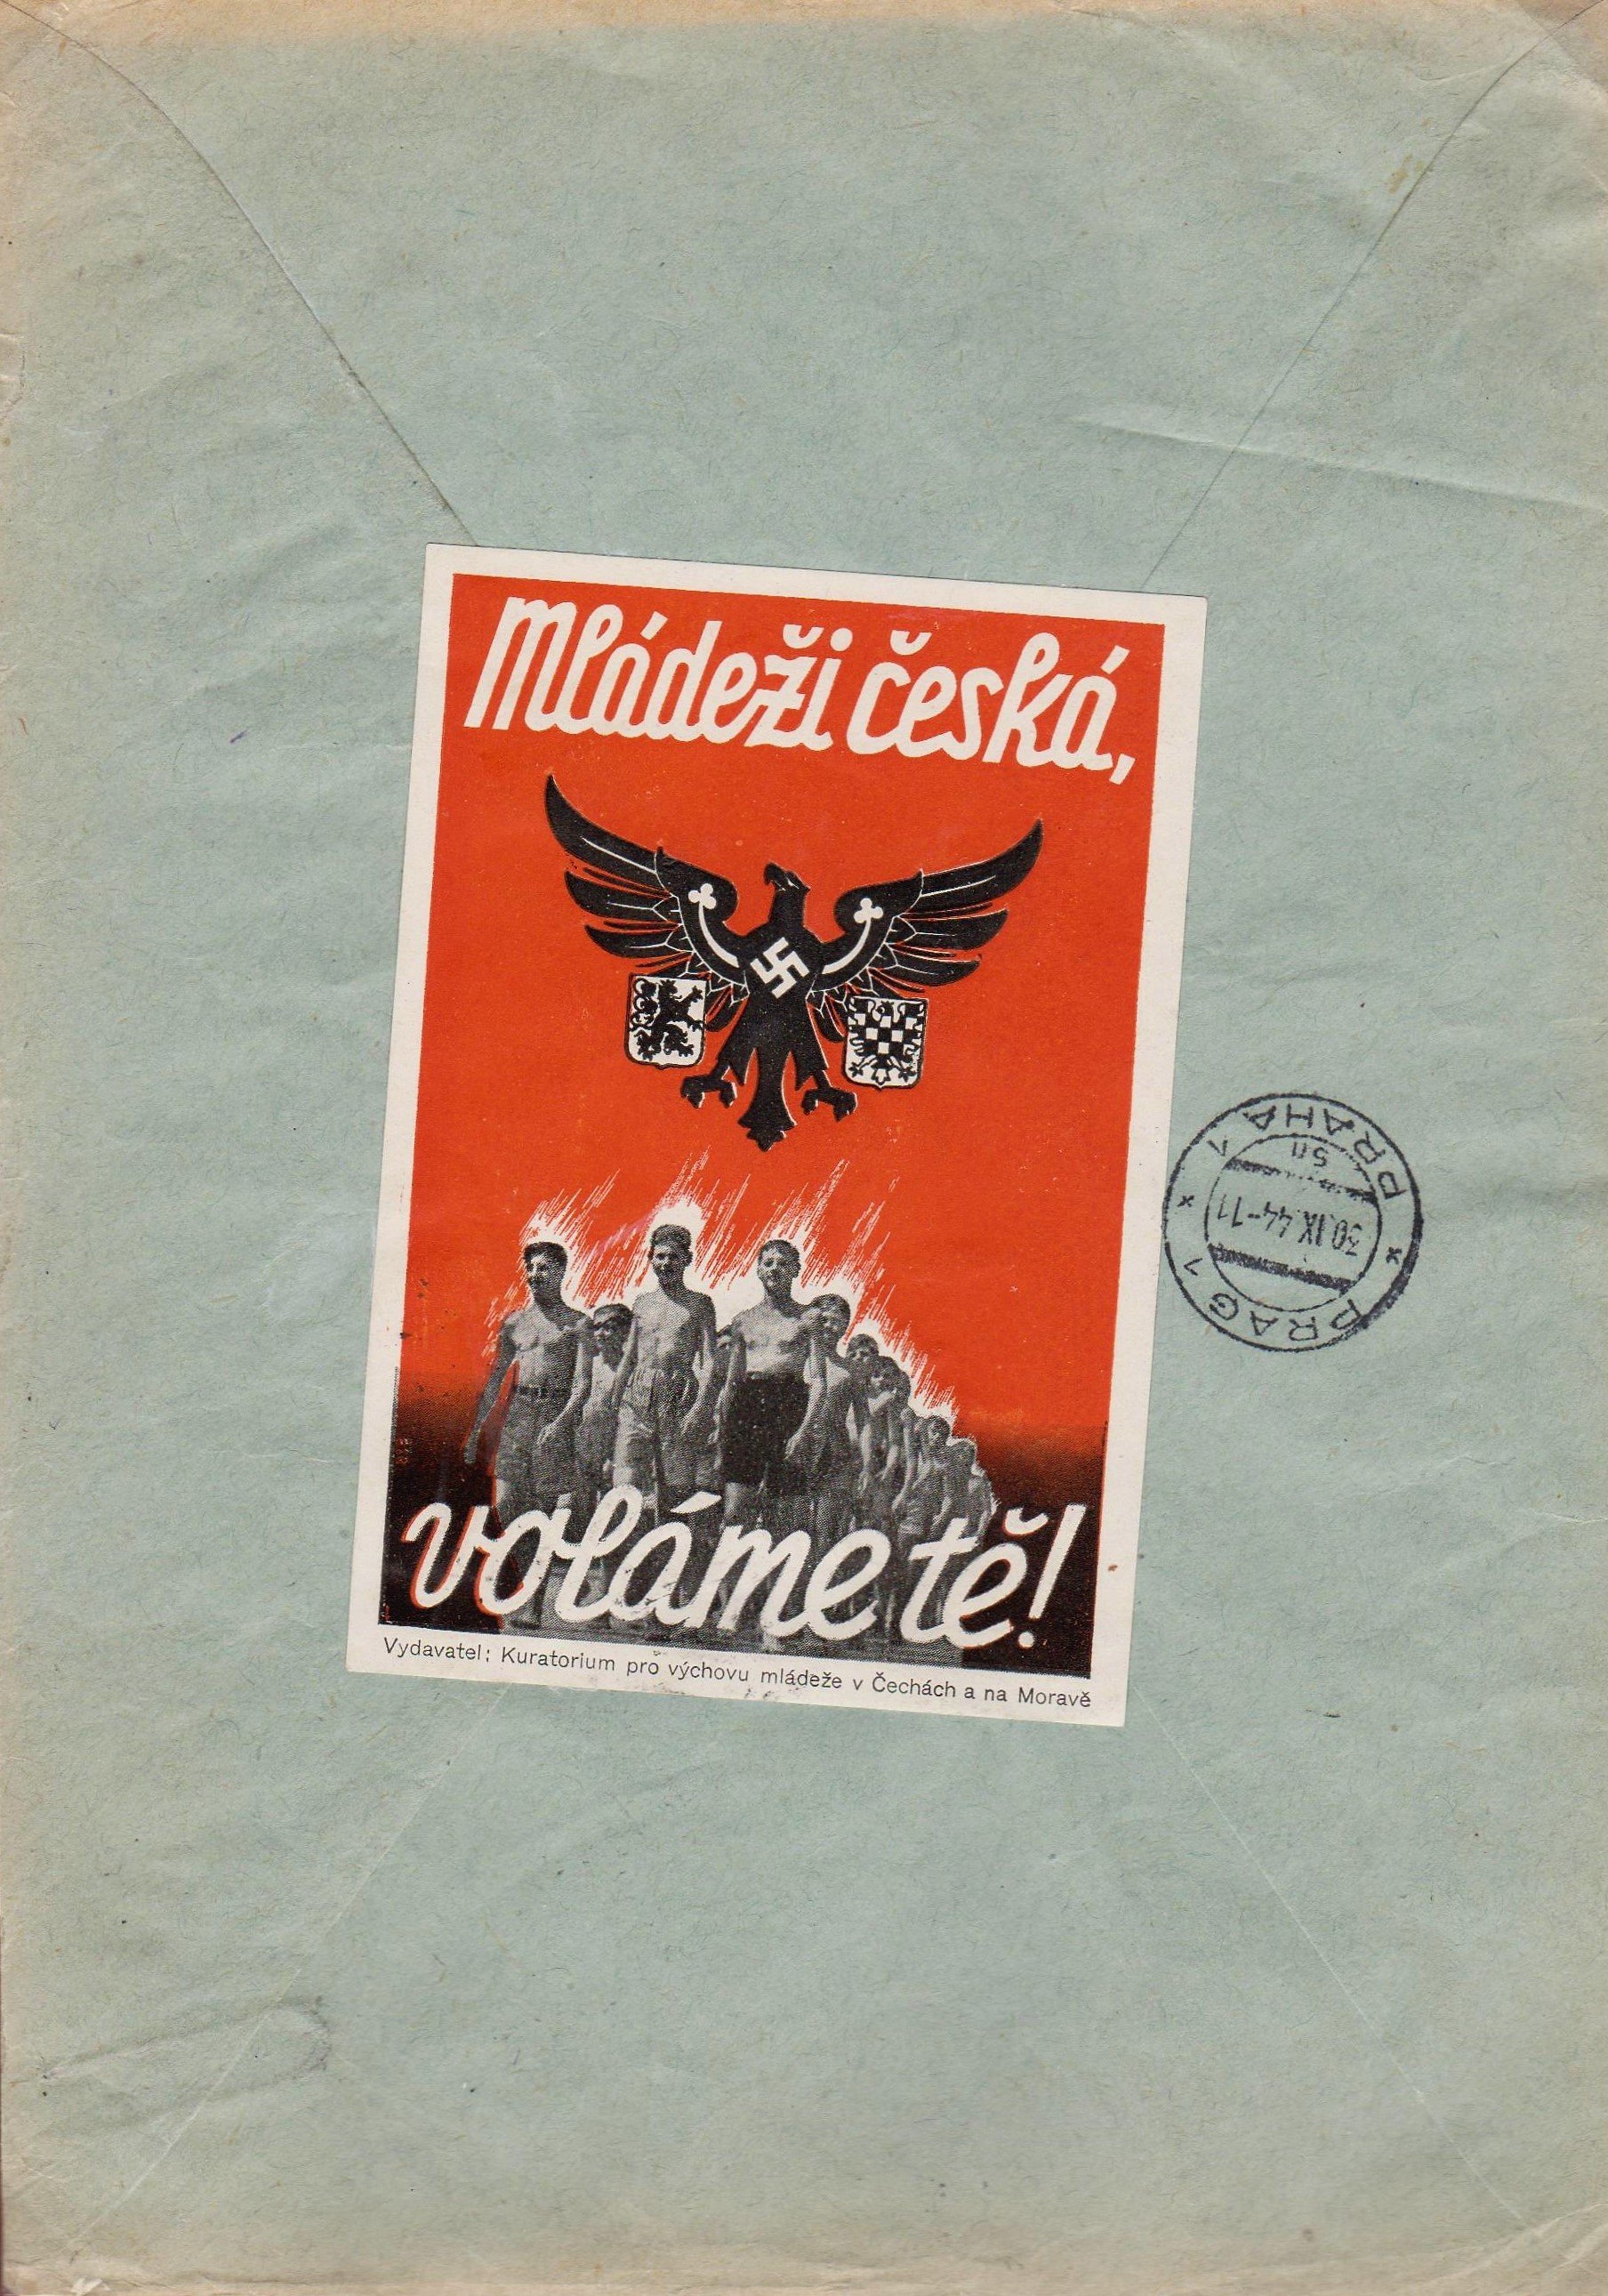 Mládeži česká,
voláme tě!
Vydavatel: Kuratorium pro výchovu mládeže v Čechách a na Moravě
PRAG 1 * PRAHA 1 *
30.IX.44-11